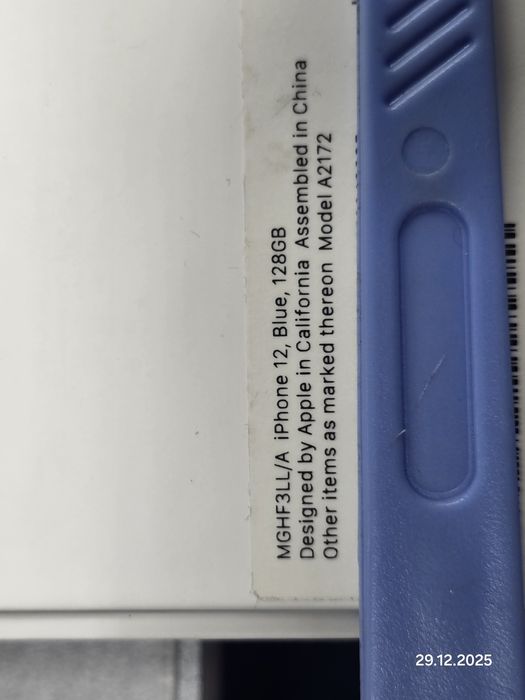 MGHF3LL/A iPhone 12, Blue, 128GB
Designed by Apple in California Assembled in China
Other items as marked thereon Model A2172
29.12.2025